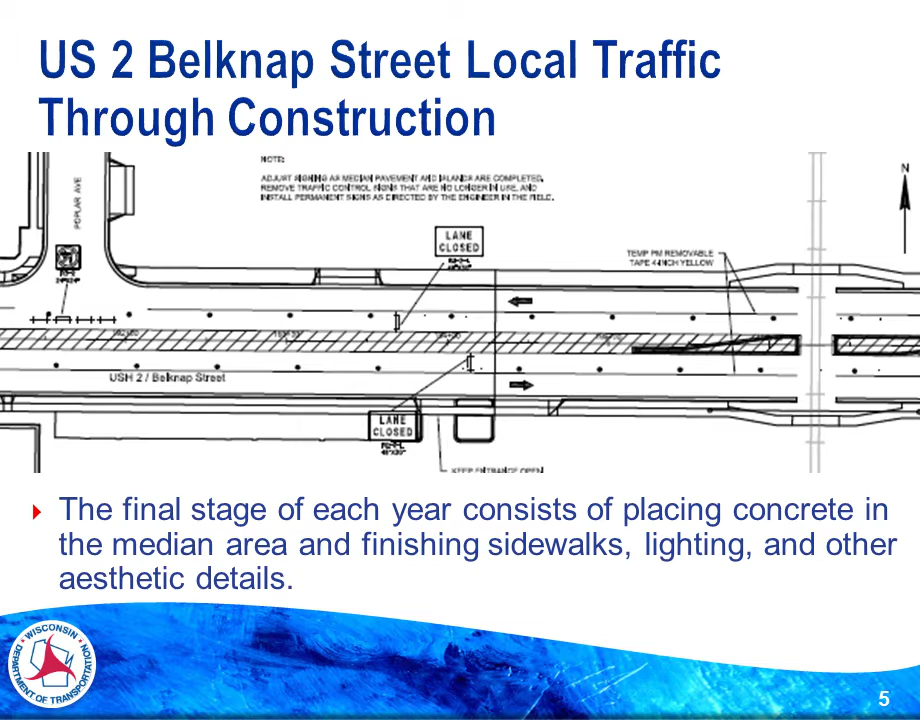 US 2 Belknap Street Local Traffic
Through Construction
NOTE:
ADJUST SIGNING AS MEDIAN PAVEMENT AND ISLANDS ARE COMPLETED,
REMOVE TRAFFIC CONTROL SIGNS THAT ARE NO LONGER IN USE, AND
INSTALL PERMANENT SIGNS AS DIRECTED BY THE ENGINEER IN THE FIELD.
N
POPLAR AVE
LANE
CLOSED
TEMP PM REMOVABLE
TAPE 4-INCH YELLOW
USH 2 / Belknap Street
LANE
CLOSED
KEEP ENTRANCE OPEN
The final stage of each year consists of placing concrete in
the median area and finishing sidewalks, lighting, and other
aesthetic details.
WISCONSIN
DEPARTMENT OF TRANSPORTATION
5